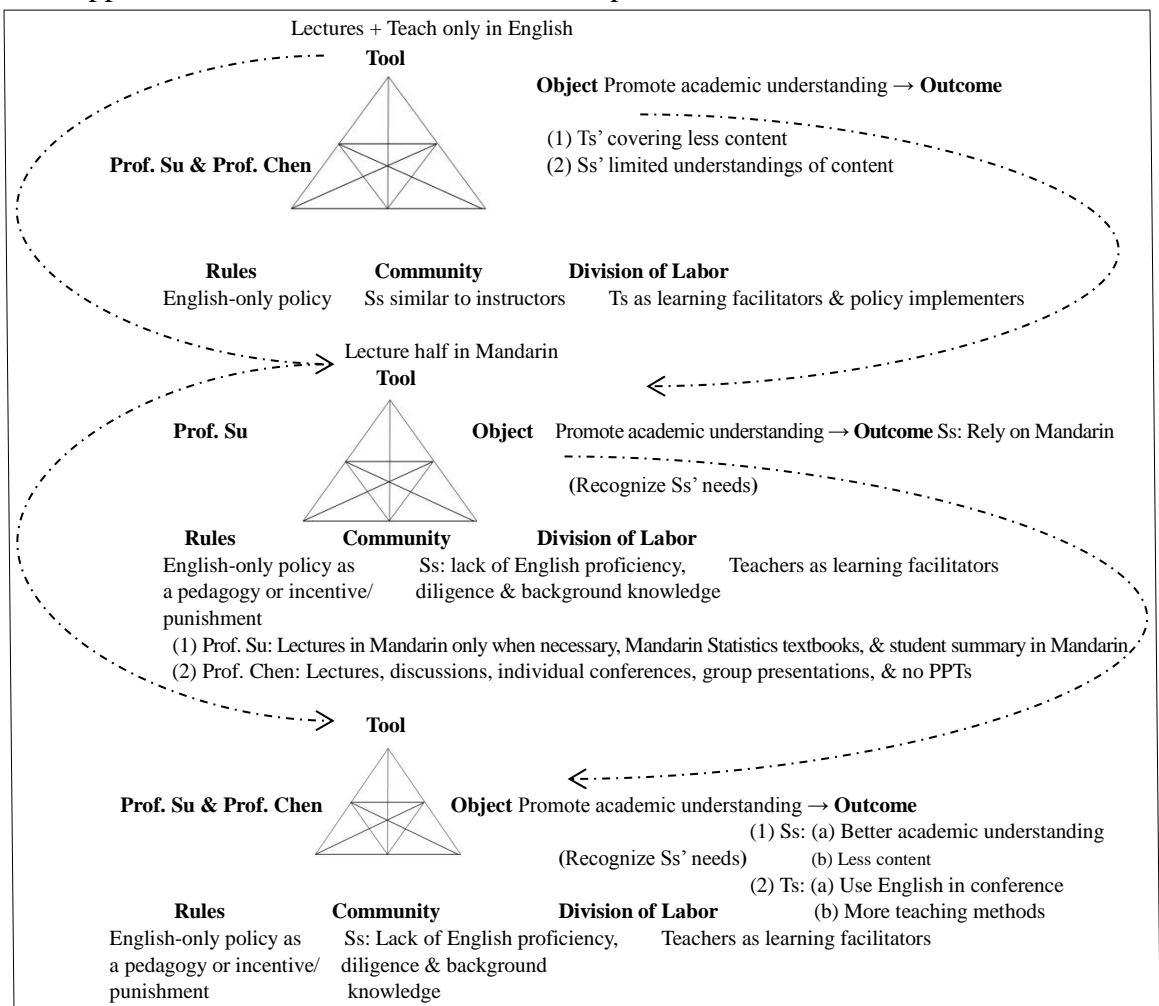 Lectures + Teach only in English
Tool
Object Promote academic understanding → Outcome
(1) Ts’ covering less content
Prof. Su & Prof. Chen
(2) Ss’ limited understandings of content
Rules Community Division of Labor
English-only policy Ss similar to instructors Ts as learning facilitators & policy implementers
Lecture half in Mandarin
Tool
Prof. Su Object Promote academic understanding → Outcome Ss: Rely on Mandarin
(Recognize Ss’ needs)
Rules Community Division of Labor
English-only policy as Ss: lack of English proficiency, Teachers as learning facilitators
a pedagogy or incentive/ diligence & background knowledge
punishment
(1) Prof. Su: Lectures in Mandarin only when necessary, Mandarin Statistics textbooks, & student summary in Mandarin
(2) Prof. Chen: Lectures, discussions, individual conferences, group presentations, & no PPTs
Tool
Prof. Su & Prof. Chen Object Promote academic understanding → Outcome
(1) Ss: (a) Better academic understanding
(Recognize Ss’ needs) (b) Less content
(2) Ts: (a) Use English in conference
Rules Community Division of Labor (b) More teaching methods
English-only policy as Ss: Lack of English proficiency, Teachers as learning facilitators
a pedagogy or incentive/ diligence & background
punishment knowledge